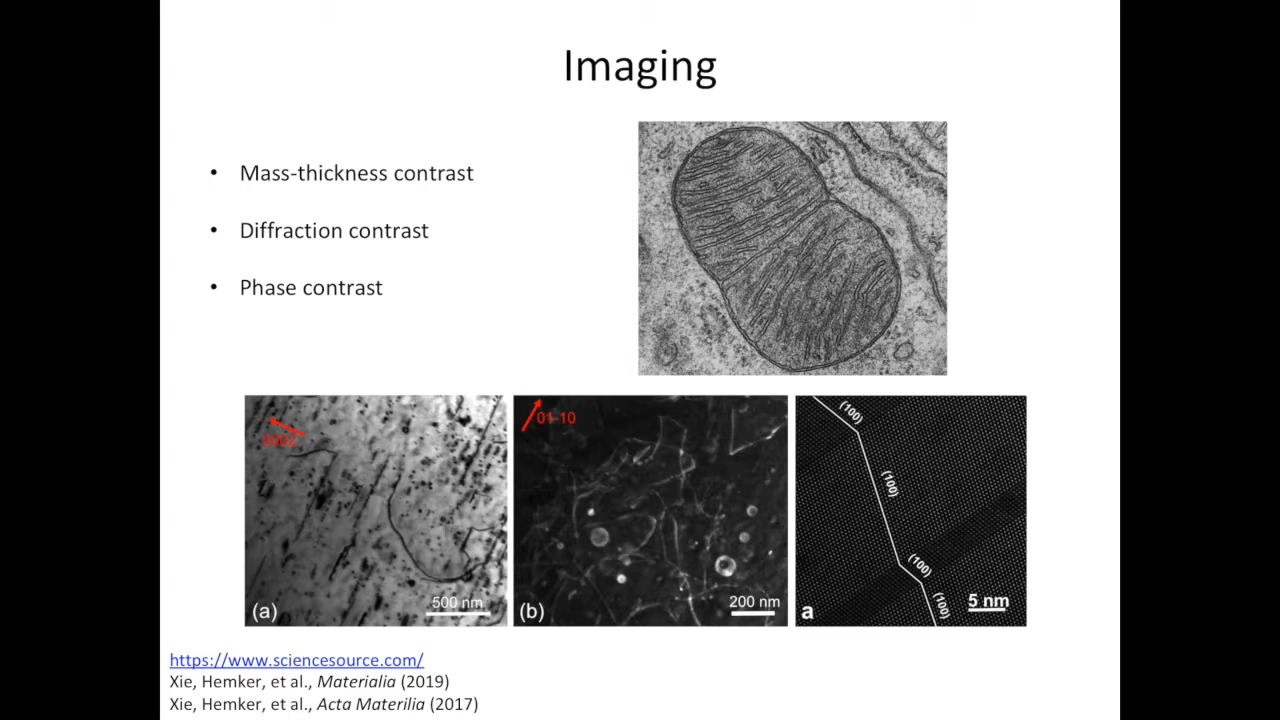 Imaging
• Mass-thickness contrast
• Diffraction contrast
• Phase contrast
0002
(a)
500 nm
01-10
(b)
200 nm
(100)
(100)
(100)
(100)
a
5 nm
https://www.sciencesource.com/
Xie, Hemker, et al., Materialia (2019)
Xie, Hemker, et al., Acta Materilia (2017)